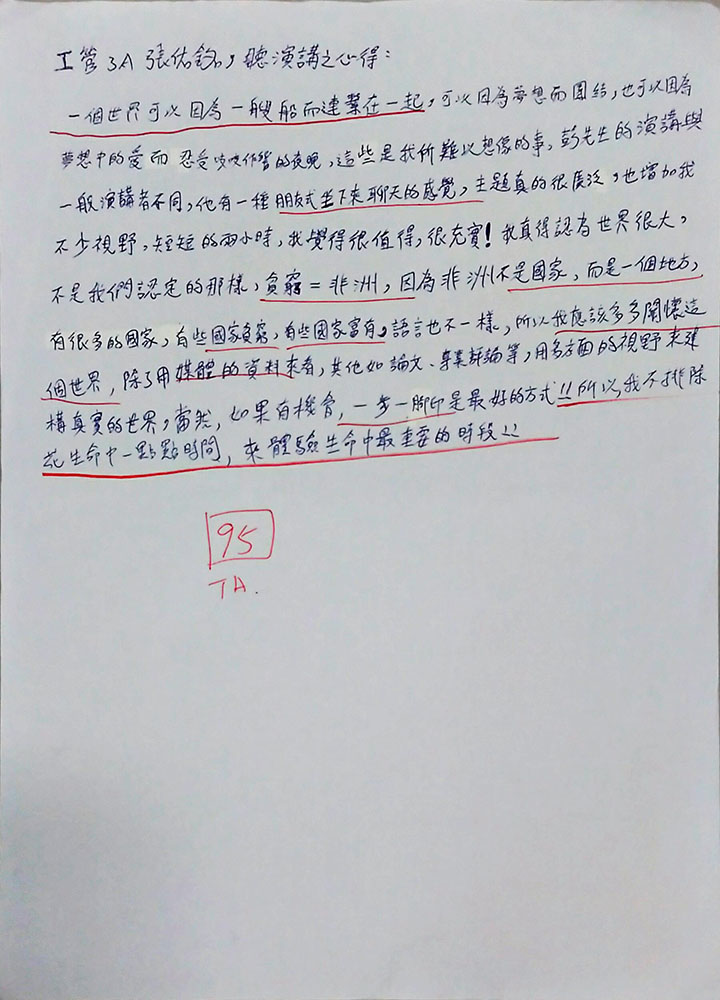 工管3A 張佑銘，聽演講之心得：
一個世界可以因為一艘船而連繫在一起，可以因為夢想而團結，也可以因為
夢想中的愛而 忍受吱吱作響的夜晚，這些是我所難以想像的事，彭先生的演講與
一般演講者不同，他有一種朋友式坐下來聊天的感覺，主題真的很廣泛，也增加我
不少視野，短短的兩小時，我覺得很值得，很充實！我真得認為世界很大，
不是我們認定的那樣，貧窮=非洲，因為非洲不是國家，而是一個地方，
有很多的國家，有些國家貧窮，有些國家富有，語言也不一樣，所以我應該多多關懷這
個世界，除了用媒體的資料來看，其他如論文、專業評論等，用多方面的視野來建
構真實的世界，當然，如果有機會，一步一腳印是最好的方式!!所以我不排除
花生命中一點點時間，來體驗生命中最重要的時段!!
95
TA.